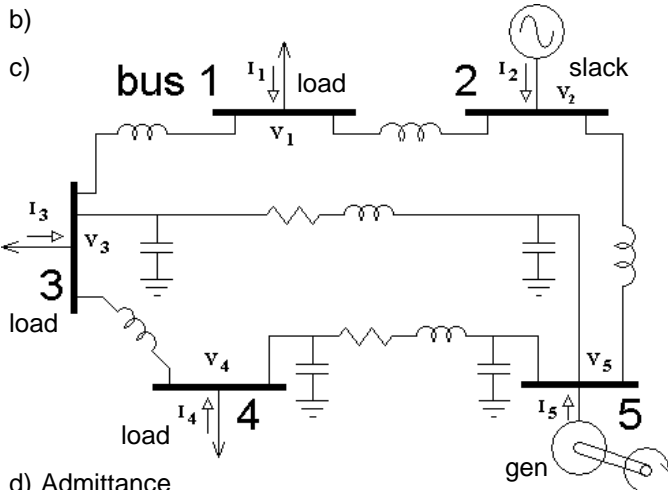 b)
c)
I1 load
I2 slack
bus 1
2
V2
V1
I3
V3
3
load
V4
V5
I4 4
I5 5
load
gen
d) Admittance